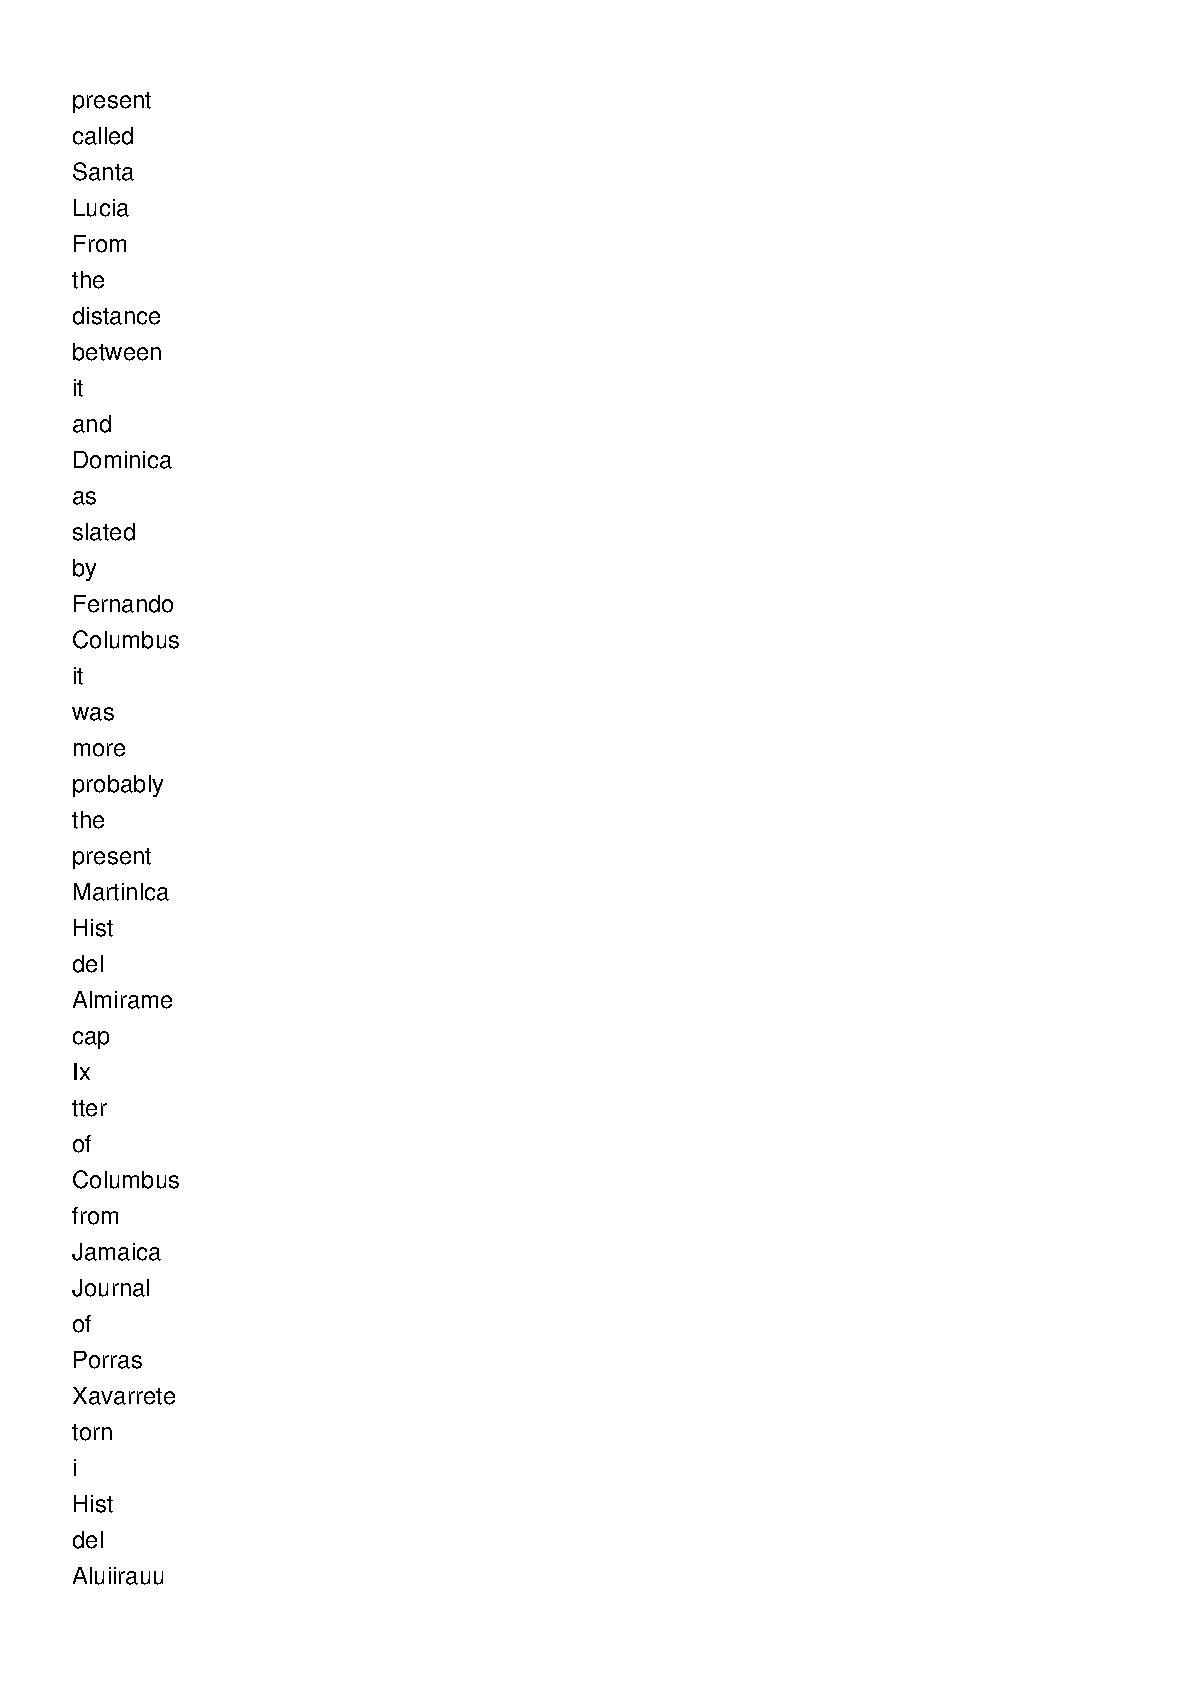 present
called
Santa
Lucia
From
the
distance
between
it
and
Dominica
as
slated
by
Fernando
Columbus
it
was
more
probably
the
present
Martinlca
Hist
del
Almirame
cap
Ix
tter
of
Columbus
from
Jamaica
Journal
of
Porras
Xavarrete
torn
i
Hist
del
Aluiirauu